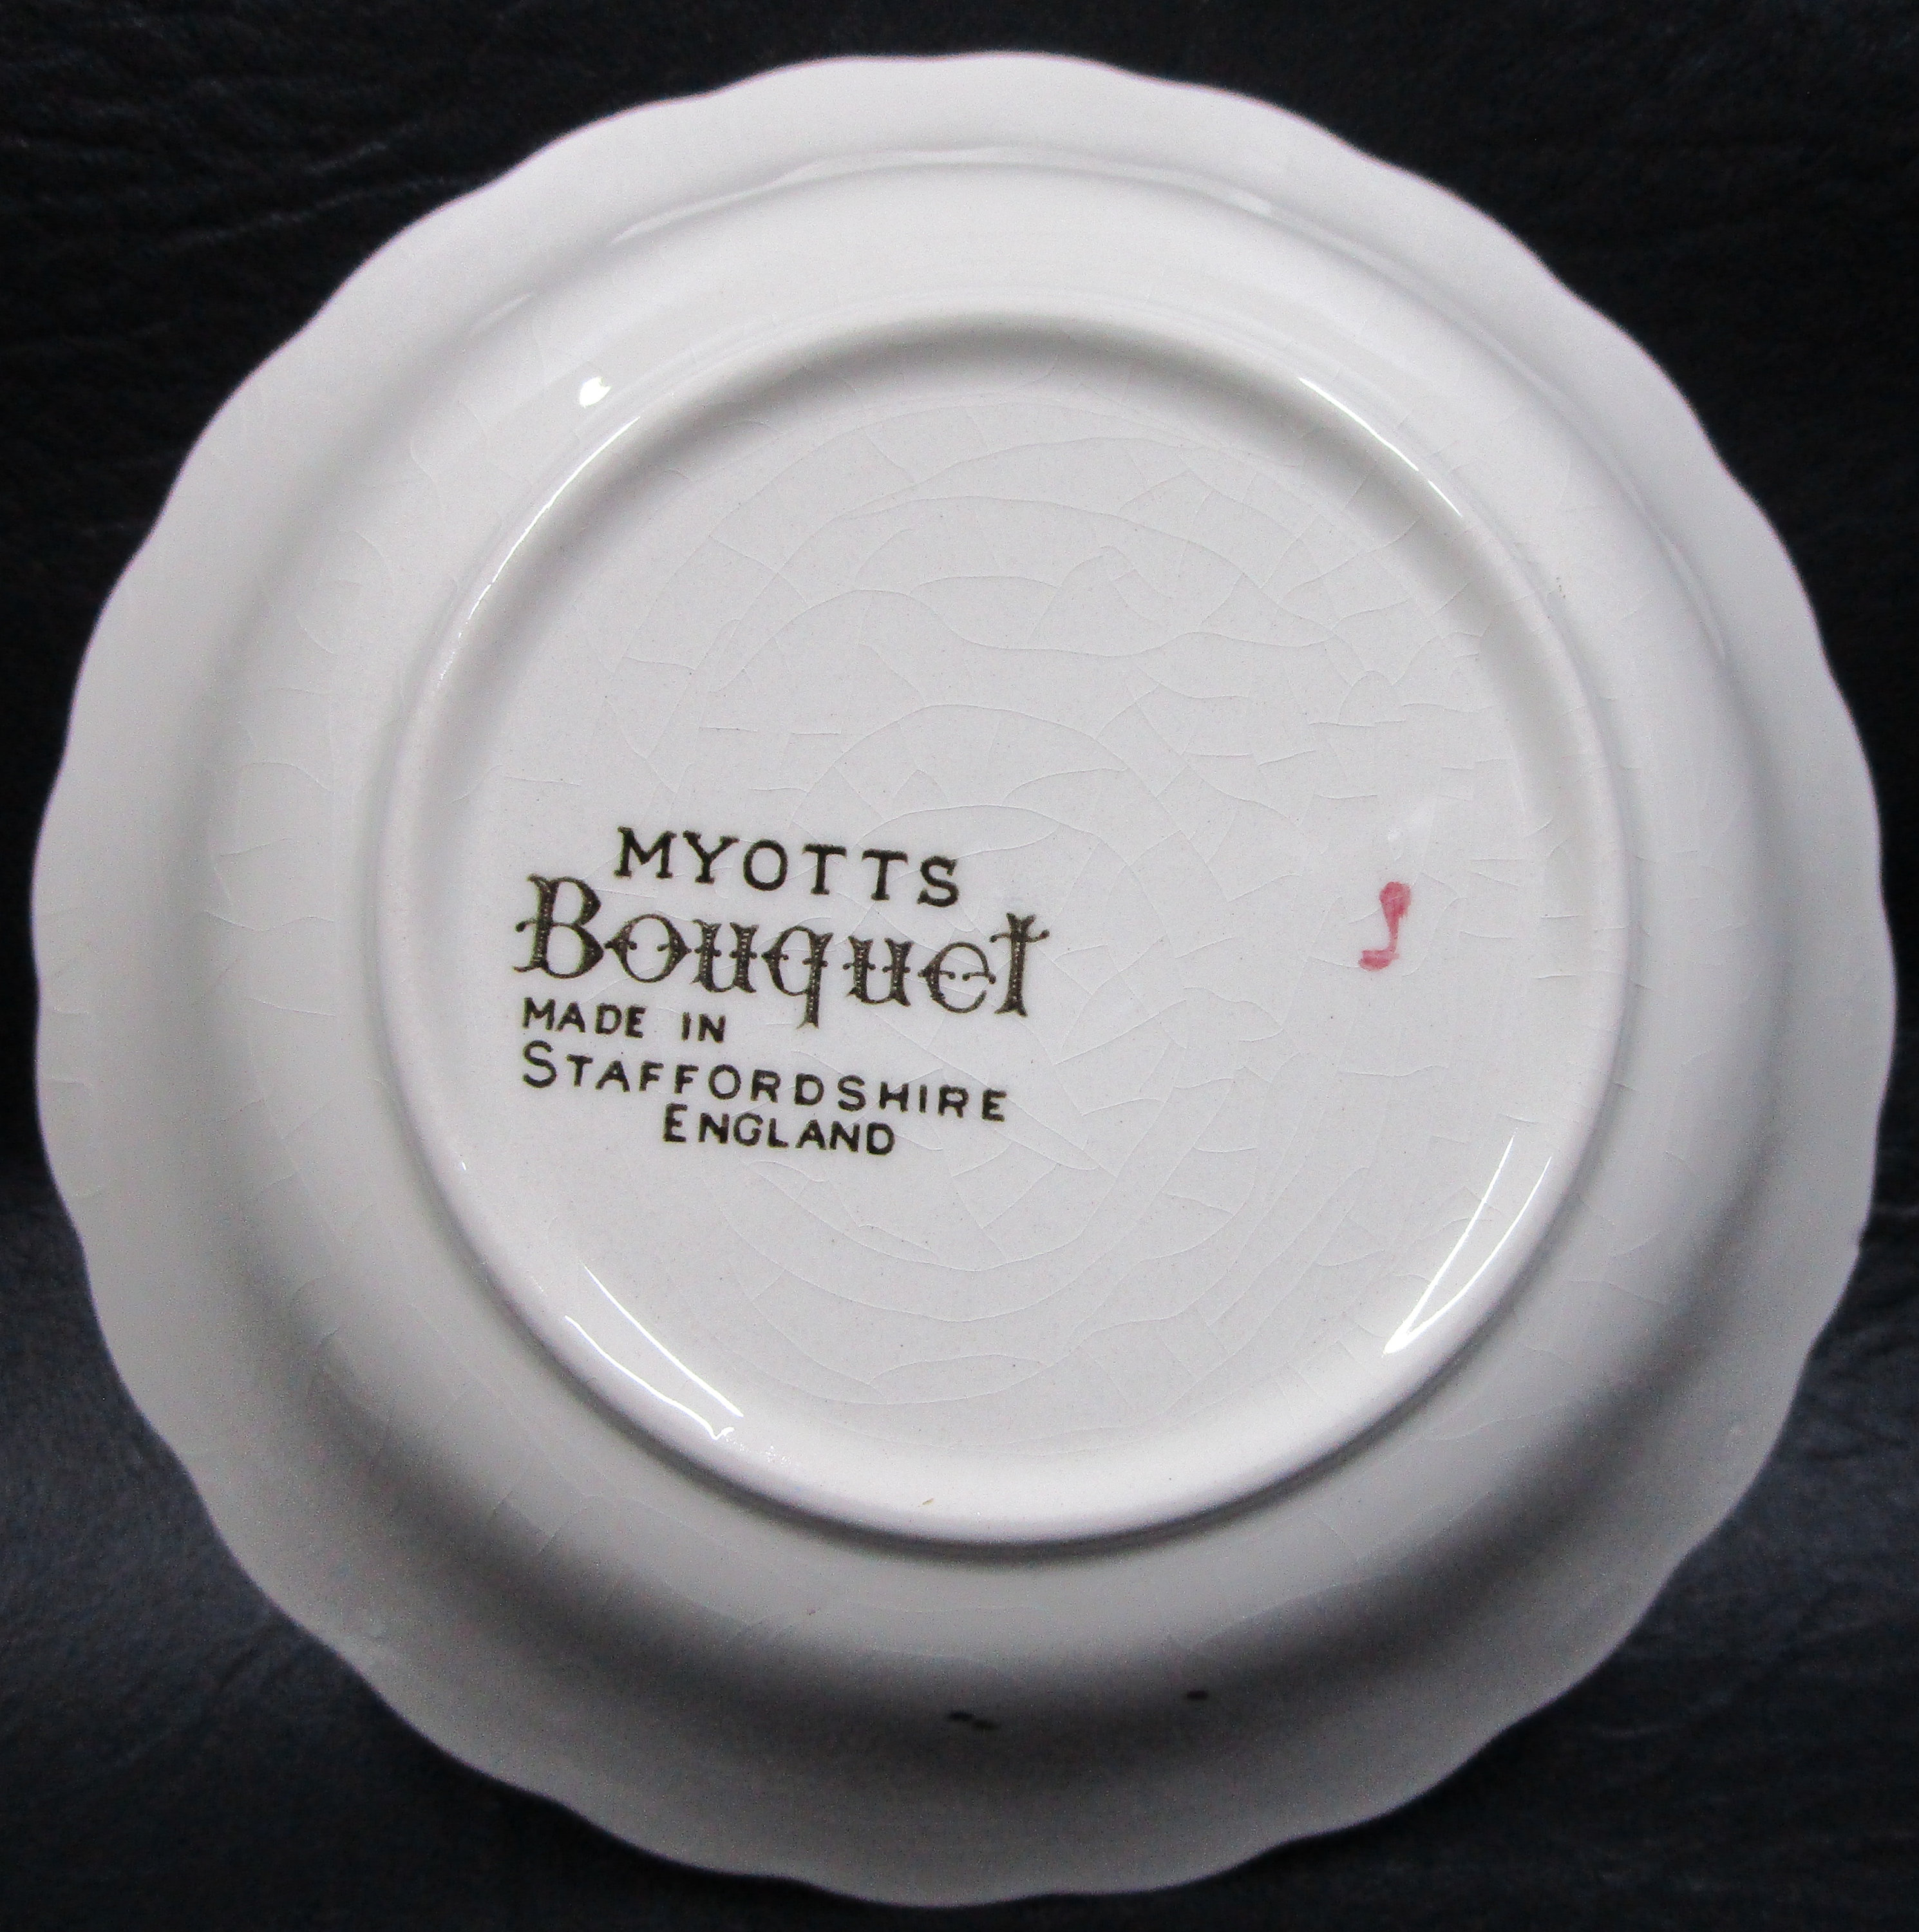 MYOTTS
Bouquet
MADE IN
STAFFORDSHIRE
ENGLAND